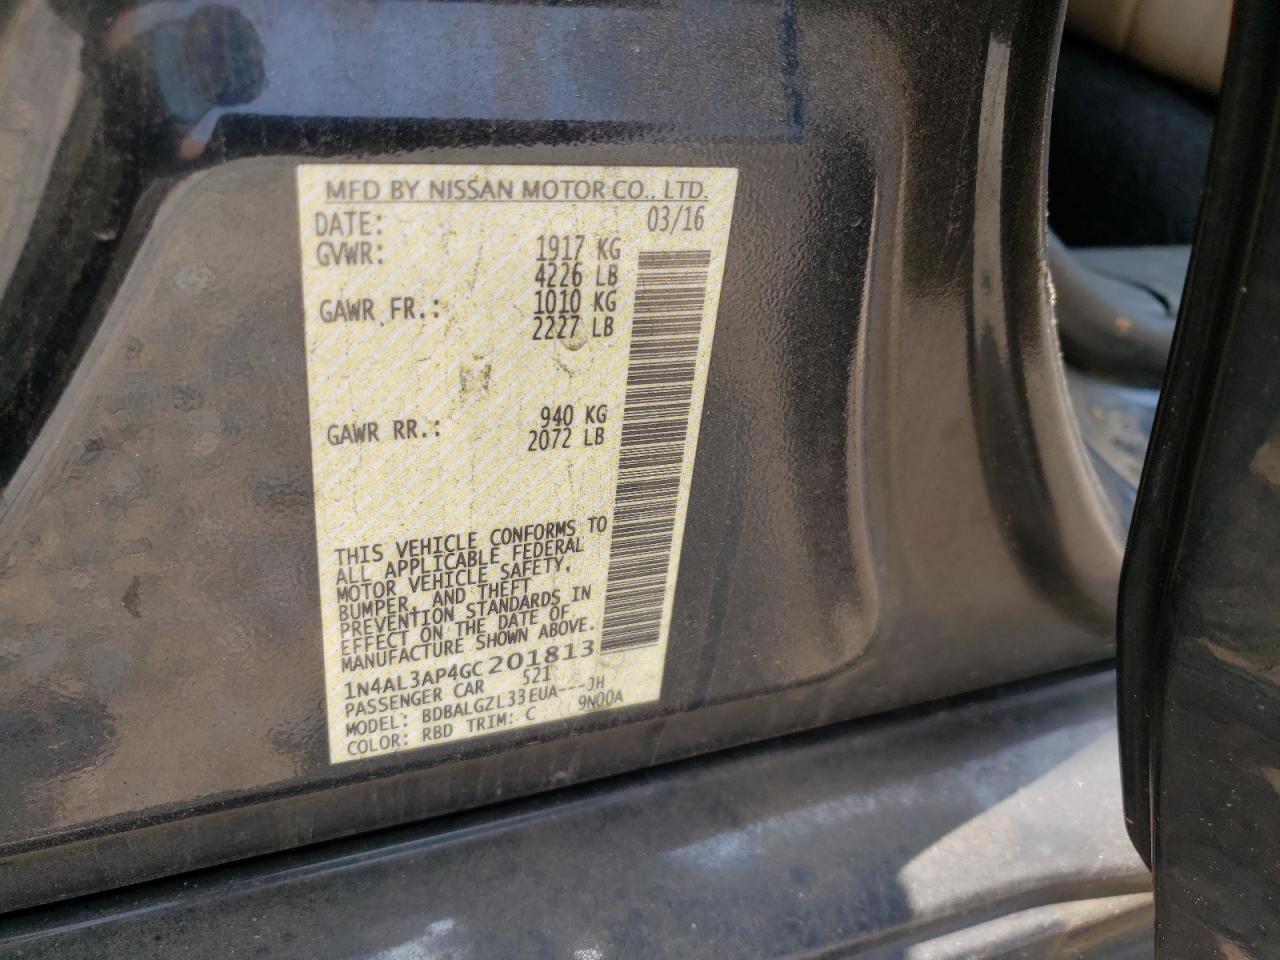 MFD BY NISSAN MOTOR CO., LTD.
DATE: 03/16
GVWR: 1917 KG
4226 LB
GAWR FR.: 1010 KG
2227 LB
GAWR RR.: 940 KG
2072 LB
THIS VEHICLE CONFORMS TO
ALL APPLICABLE FEDERAL
MOTOR VEHICLE SAFETY,
BUMPER, AND THEFT
PREVENTION STANDARDS IN
EFFECT ON THE DATE OF
MANUFACTURE SHOWN ABOVE.
1N4AL3AP4GC201813
PASSENGER CAR 521
MODEL: BDBALGZL33EUA---JH
COLOR: RBD TRIM: C 9N00A